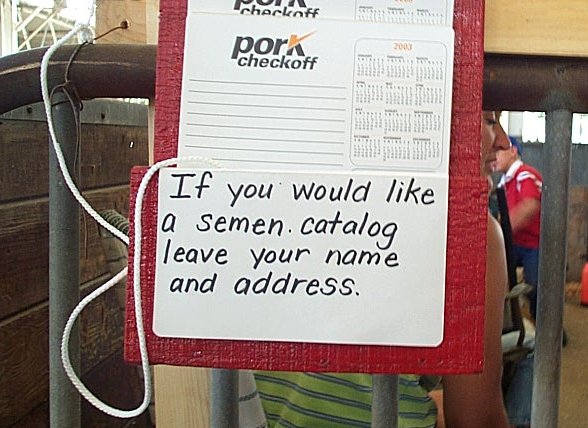 pork
checkoff
pork
checkoff
2003
If you would like
a semen. catalog
leave your name
and address.